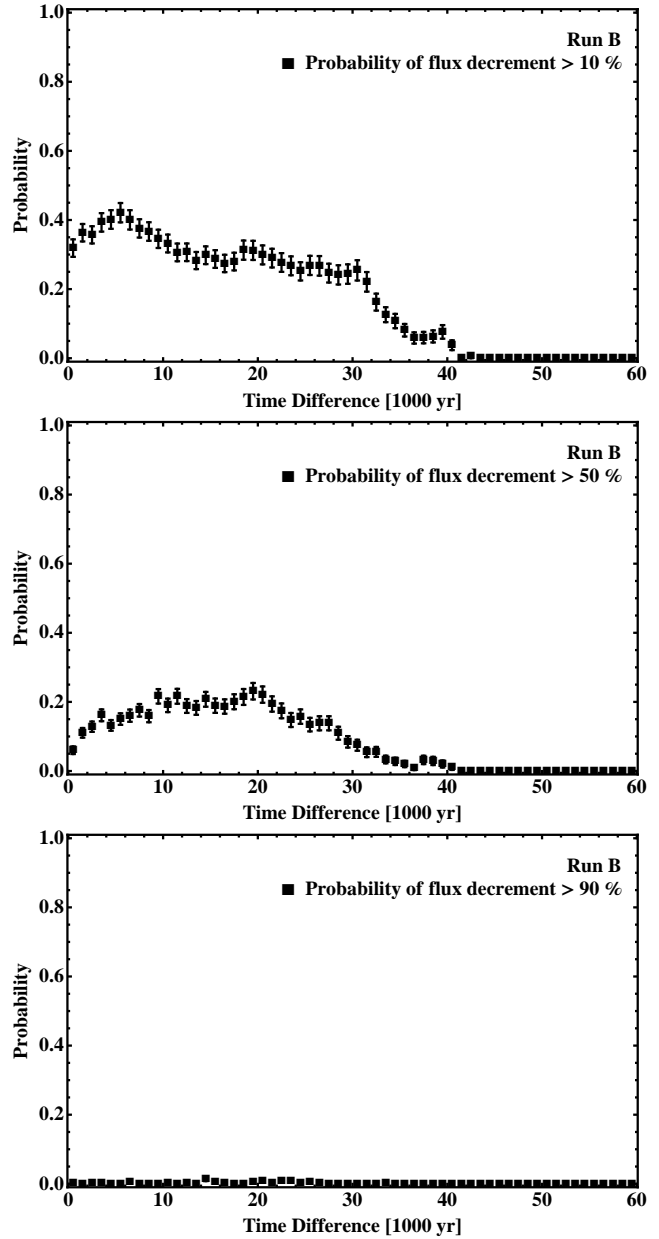 1.0
Run B
■ Probability of flux decrement > 10 %
0.8
0.6
Probability
0.4
0.2
0.0
0 10 20 30 40 50 60
Time Difference [1000 yr]
1.0
Run B
■ Probability of flux decrement > 50 %
0.8
0.6
Probability
0.4
0.2
0.0
0 10 20 30 40 50 60
Time Difference [1000 yr]
1.0
Run B
■ Probability of flux decrement > 90 %
0.8
0.6
Probability
0.4
0.2
0.0
0 10 20 30 40 50 60
Time Difference [1000 yr]